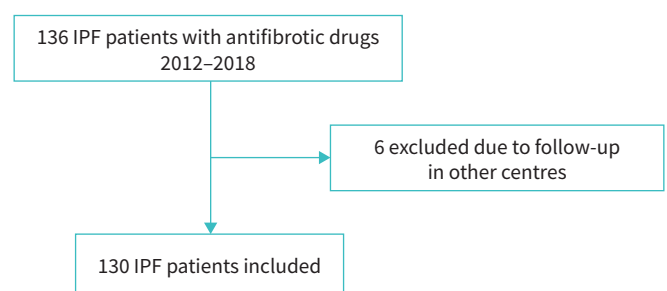 136 IPF patients with antifibrotic drugs
2012–2018
6 excluded due to follow-up
in other centres
130 IPF patients included